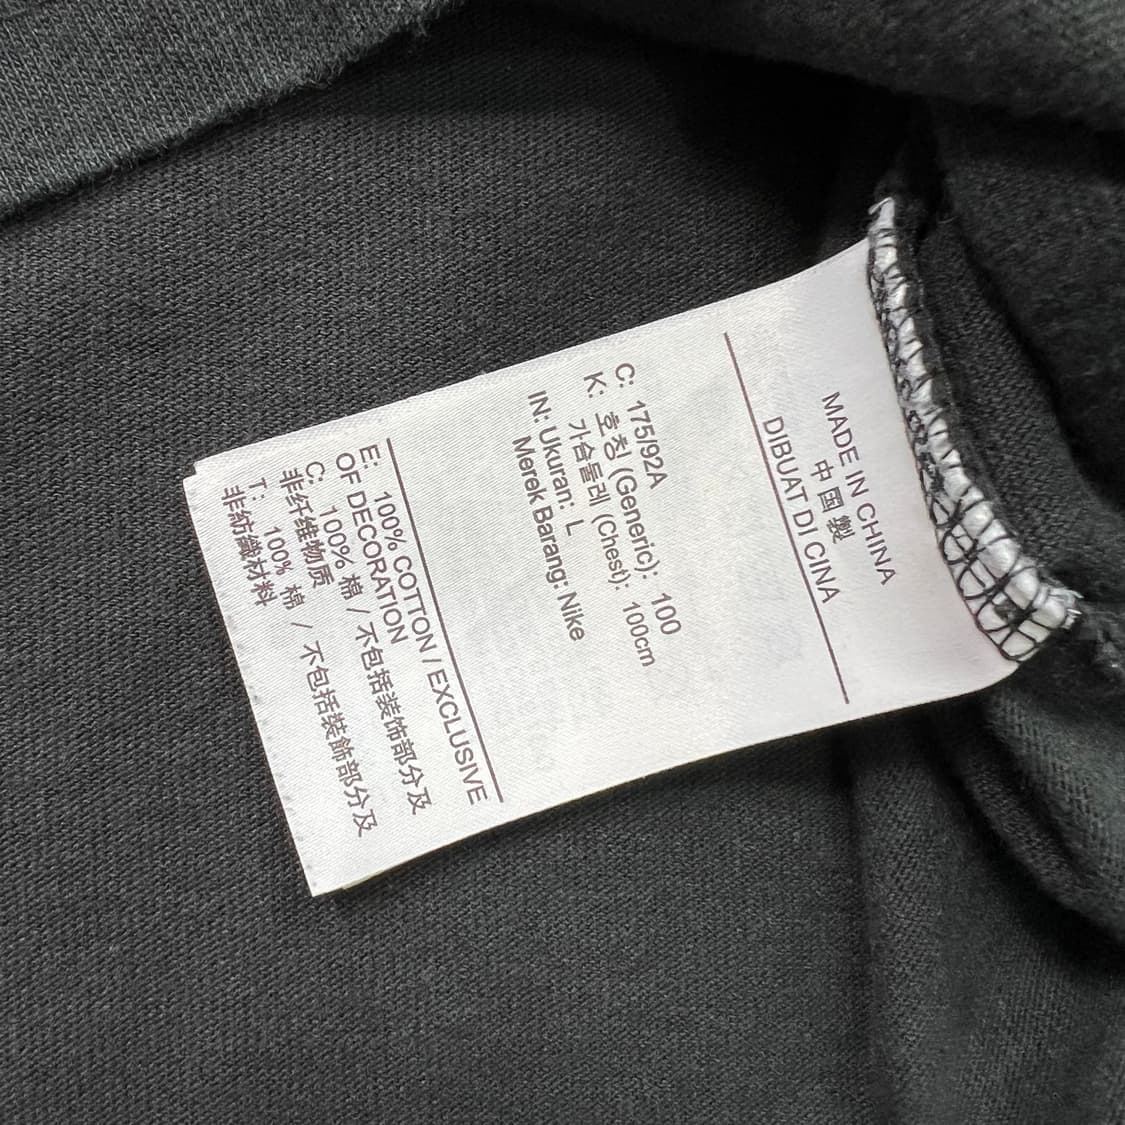 MADE IN CHINA
中國製
DIBUAT DI CINA
C: 175/92A
K: 호칭 (Generic): 100
가슴둘레 (Chest): 100cm
IN: Ukuran: L
Merek Barang: Nike
E: 100% COTTON / EXCLUSIVE
OF DECORATION
C: 100% 棉 / 不包括装饰部分及
非纤维物质
T: 100% 棉 / 不包括裝飾部分及
非紡織材料